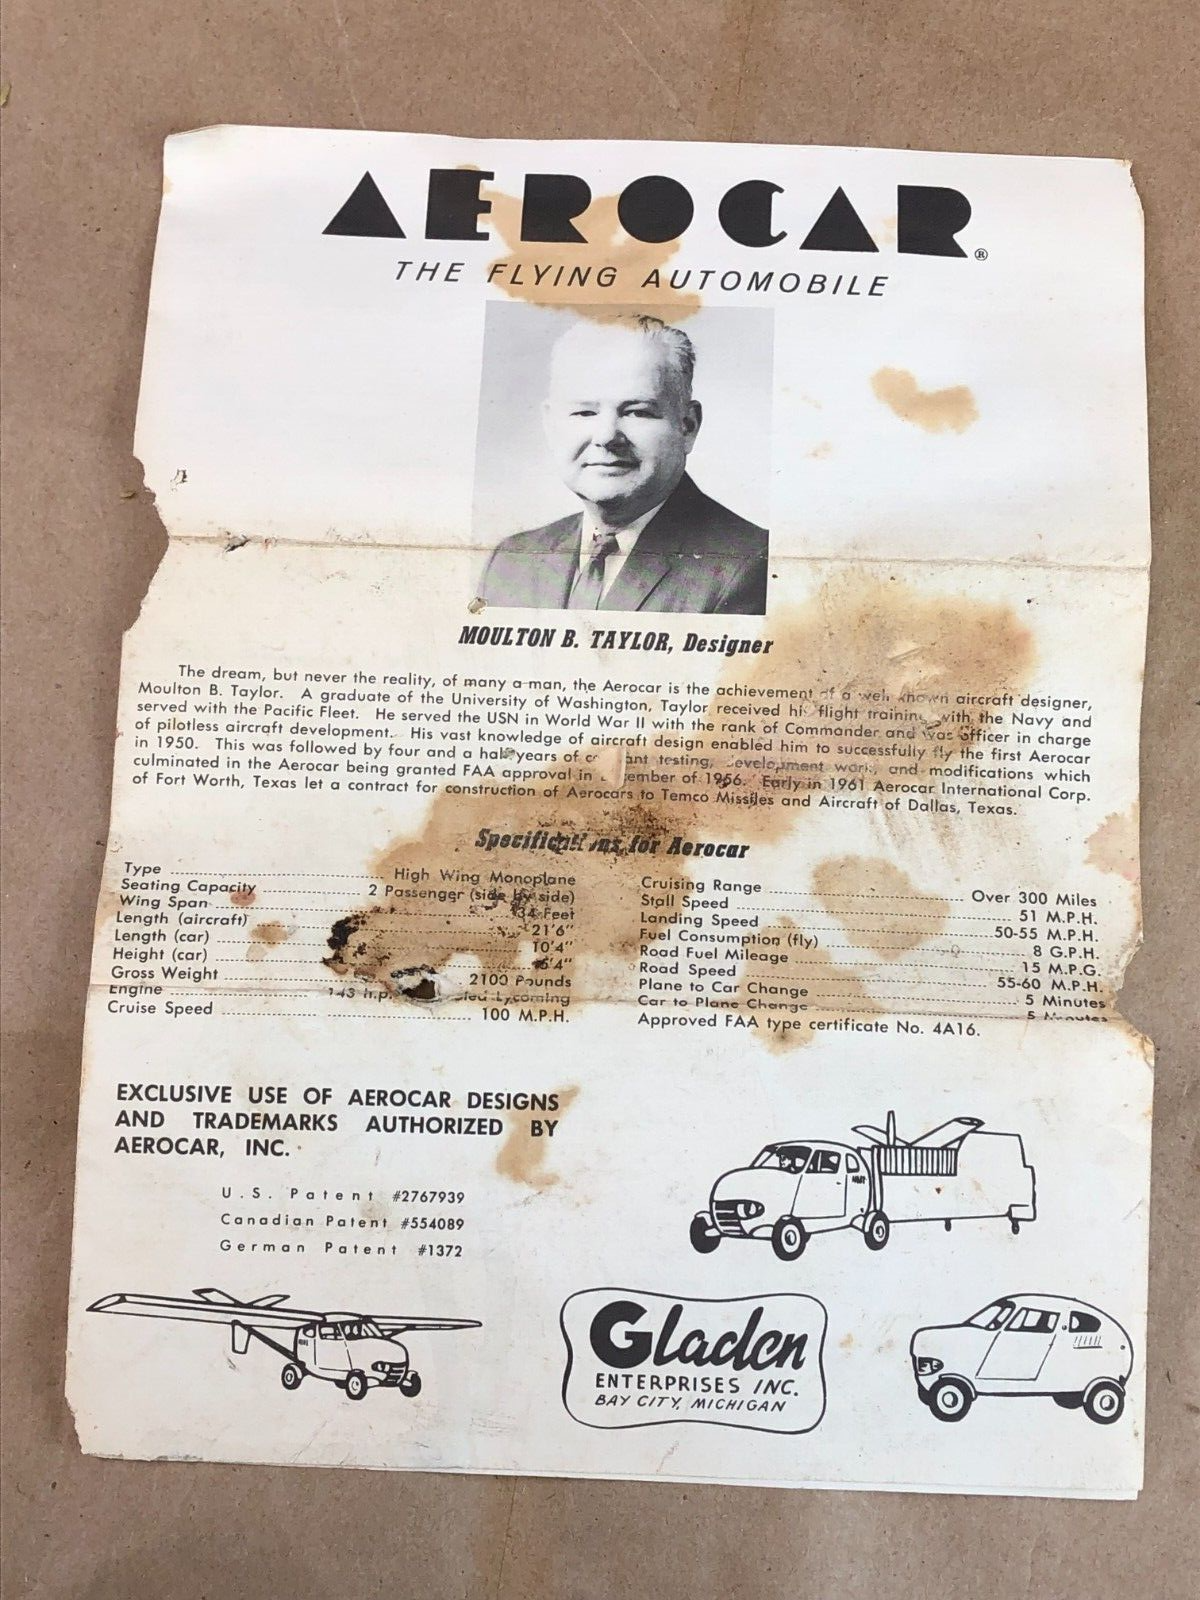 AEROCAR®
THE FLYING AUTOMOBILE
MOULTON B. TAYLOR, Designer
The dream, but never the reality, of many a man, the Aerocar is the achievement of a well known aircraft designer,
Moulton B. Taylor. A graduate of the University of Washington, Taylor received his flight training with the Navy and
served with the Pacific Fleet. He served the USN in World War II with the rank of Commander and was officer in charge
of pilotless aircraft development. His vast knowledge of aircraft design enabled him to successfully fly the first Aerocar
in 1950. This was followed by four and a half years of testing, development work, and modifications which
culminated in the Aerocar being granted FAA approval in of 1956. Early in 1961 Aerocar International Corp.
of Fort Worth, Texas let a contract for construction of Aerocars to Temco Missiles and Aircraft of Dallas, Texas.
Specifications for Aerocar
Type High Wing Monoplane
Seating Capacity 2 Passenger (side by side)
Wing Span 34 Feet
Length (aircraft) 21'6"
Length (car) 10'4"
Height (car)
Gross Weight 2100 Pounds
Engine 143 h.p. Lycoming
Cruise Speed 100 M.P.H.
Cruising Range Over 300 Miles
Stall Speed 51 M.P.H.
Landing Speed 50-55 M.P.H.
Fuel Consumption (fly) 8 G.P.H.
Road Fuel Mileage 15 M.P.G.
Road Speed 55-60 M.P.H.
Plane to Car Change 5 Minutes
Car to Plane Change 5 Minutes
Approved FAA type certificate No. 4A16.
EXCLUSIVE USE OF AEROCAR DESIGNS
AND TRADEMARKS AUTHORIZED BY
AEROCAR, INC.
U.S. Patent #2767939
Canadian Patent #554089
German Patent #1372
Gladen
ENTERPRISES INC.
BAY CITY, MICHIGAN